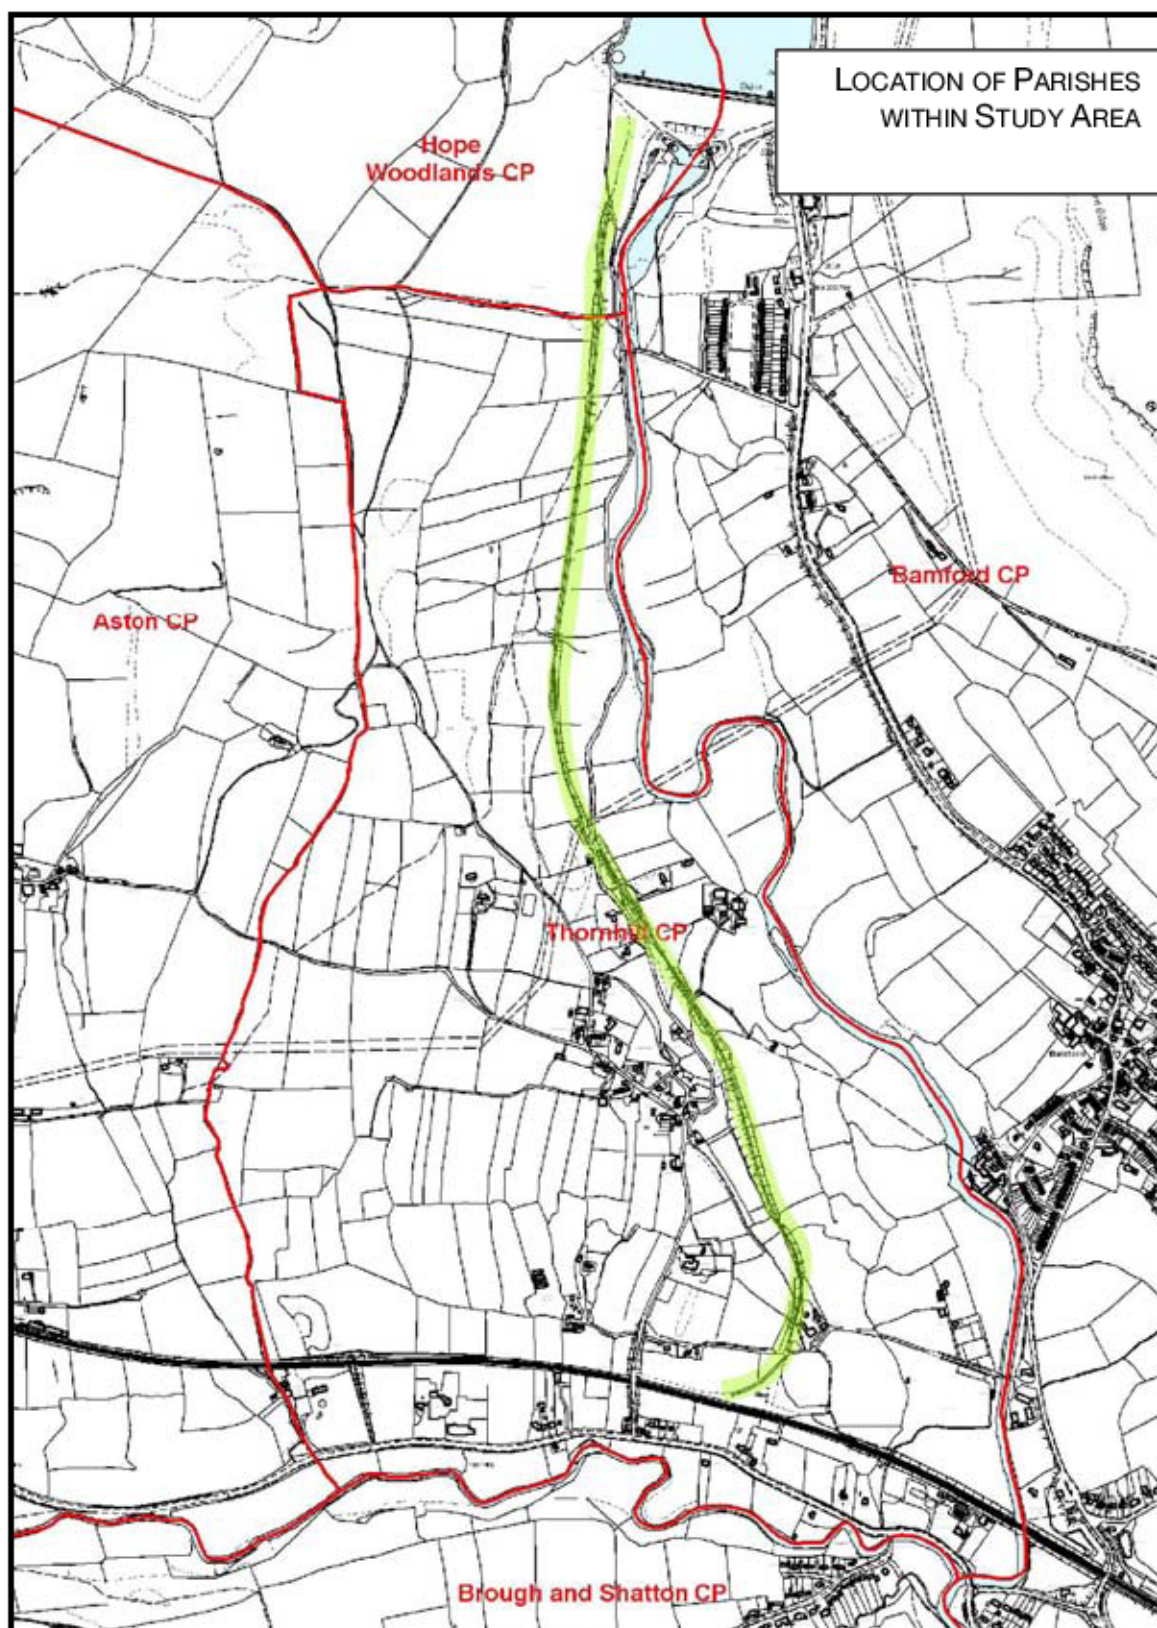 LOCATION OF PARISHES
WITHIN STUDY AREA
Hope
Woodlands CP
Bamford CP
Aston CP
Thornhill CP
Bamford
Brough and Shatton CP